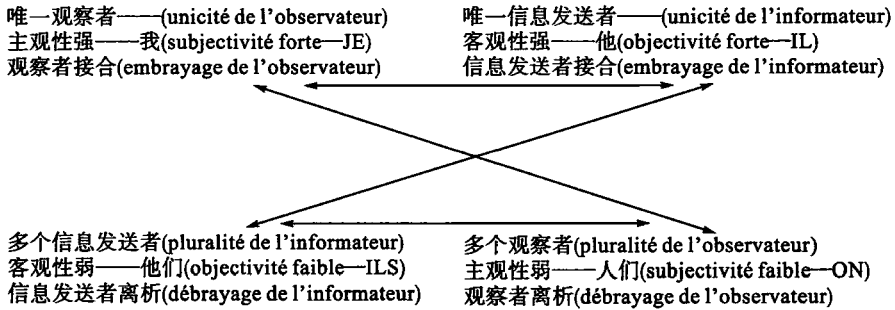 唯一观察者——(unicité de l'observateur)
主观性强——我(subjectivité forte—JE)
观察者接合(embrayage de l'observateur)
唯一信息发送者——(unicité de l'informateur)
客观性强——他(objectivité forte—IL)
信息发送者接合(embrayage de l'informateur)
多个信息发送者(pluralité de l'informateur)
客观性弱——他们(objectivité faible—ILS)
信息发送者离析(débrayage de l'informateur)
多个观察者(pluralité de l'observateur)
主观性弱——人们(subjectivité faible—ON)
观察者离析(débrayage de l'observateur)